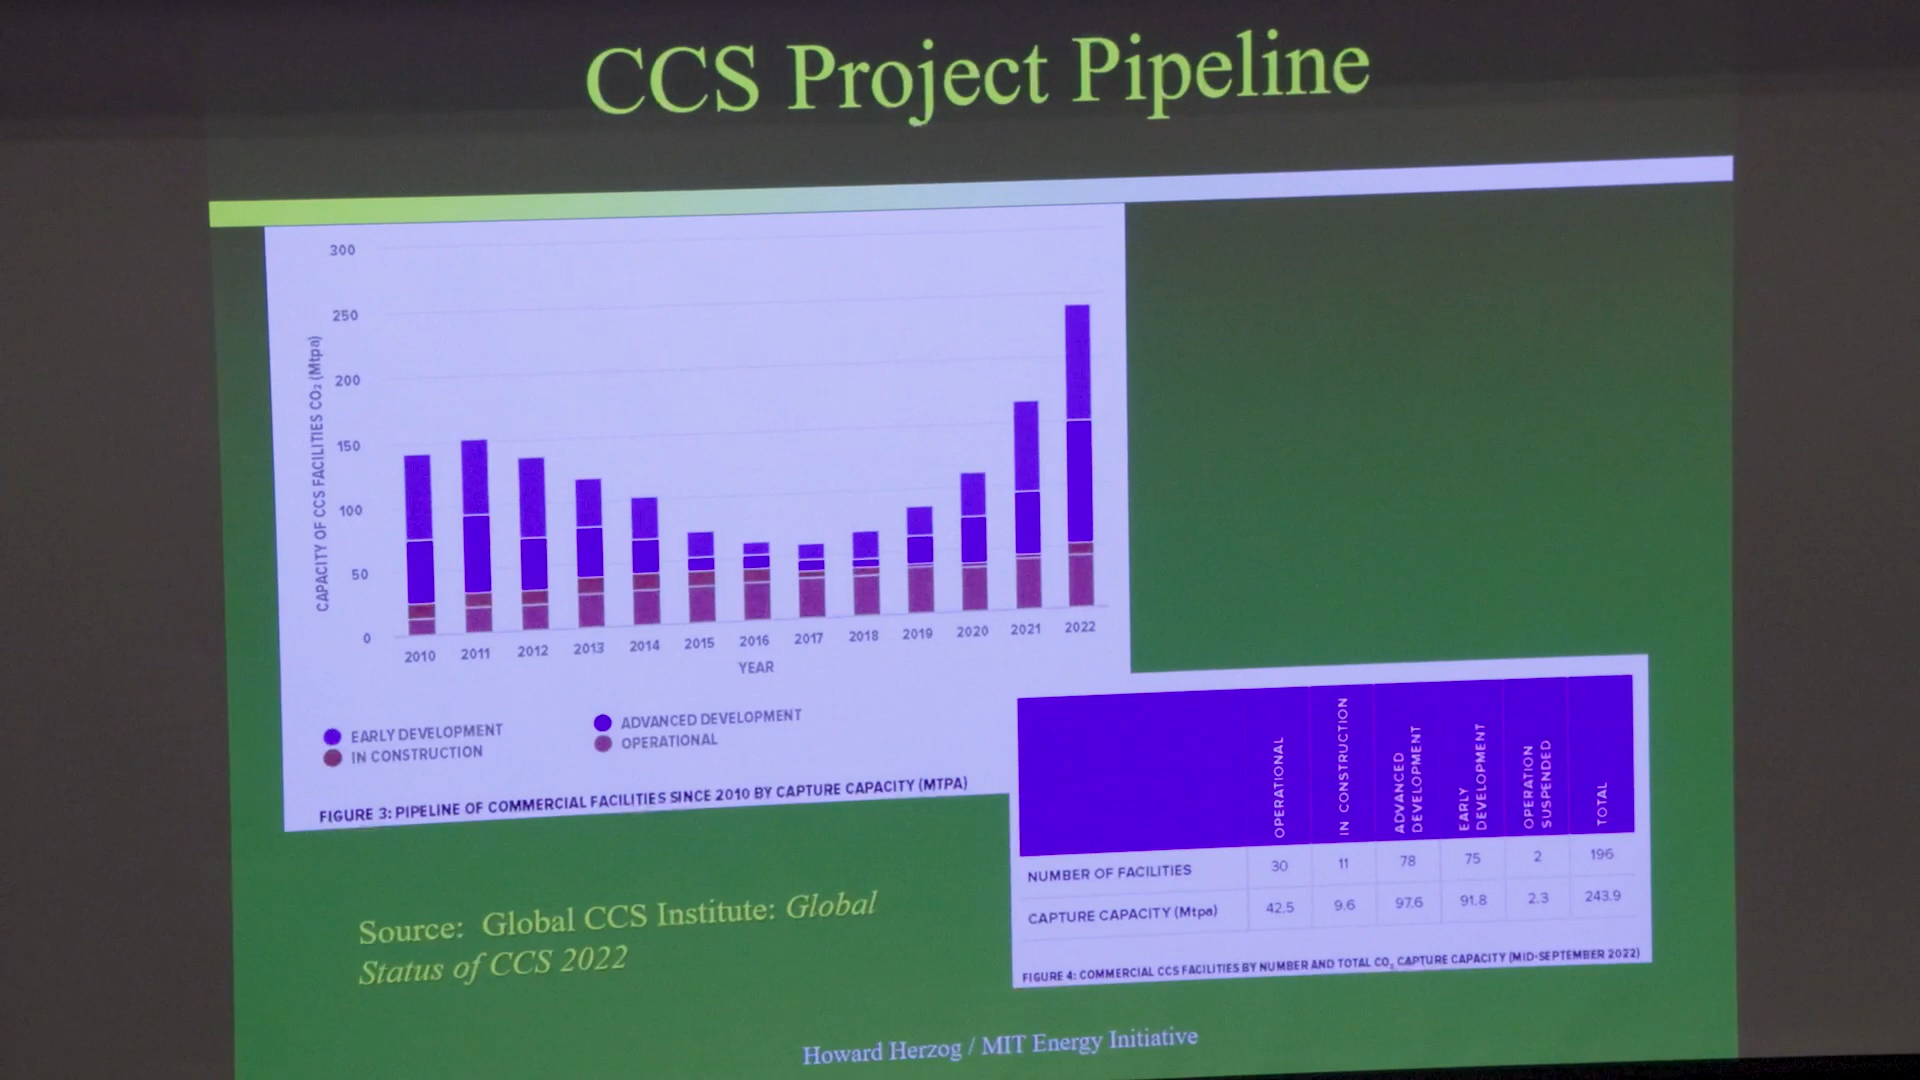 CCS Project Pipeline
300
250
200
150
100
50
0
CAPACITY OF CCS FACILITIES CO₂ (Mtpa)
2010 2011 2012 2013 2014 2015 2016 2017 2018 2019 2020 2021 2022
YEAR
EARLY DEVELOPMENT ADVANCED DEVELOPMENT
IN CONSTRUCTION OPERATIONAL
FIGURE 3: PIPELINE OF COMMERCIAL FACILITIES SINCE 2010 BY CAPTURE CAPACITY (MTPA)
OPERATIONAL
IN CONSTRUCTION
ADVANCED
DEVELOPMENT
EARLY
DEVELOPMENT
OPERATION
SUSPENDED
TOTAL
NUMBER OF FACILITIES 30 11 78 75 2 196
CAPTURE CAPACITY (Mtpa) 42.5 9.6 97.6 91.8 2.3 243.9
FIGURE 4: COMMERCIAL CCS FACILITIES BY NUMBER AND TOTAL CO₂ CAPTURE CAPACITY (MID-SEPTEMBER 2022)
Source: Global CCS Institute: Global
Status of CCS 2022
Howard Herzog / MIT Energy Initiative